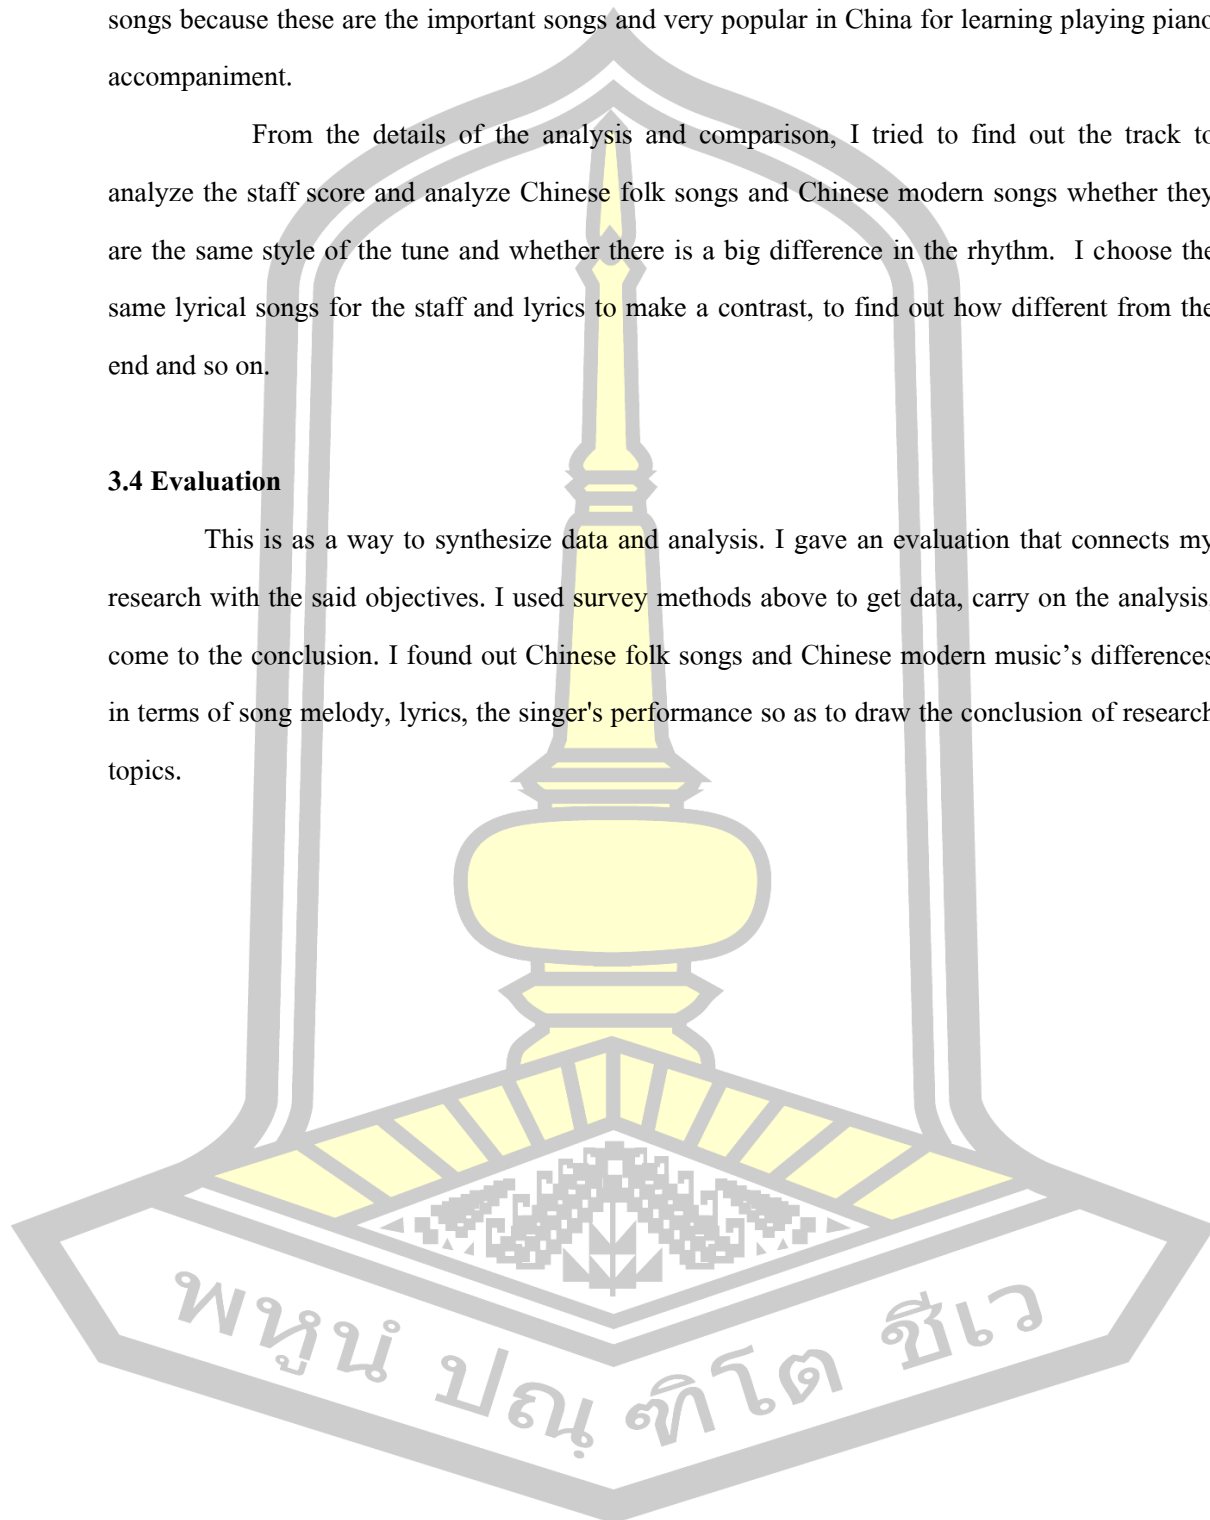 songs because these are the important songs and very popular in China for learning playing piano
accompaniment.
From the details of the analysis and comparison, I tried to find out the track to
analyze the staff score and analyze Chinese folk songs and Chinese modern songs whether they
are the same style of the tune and whether there is a big difference in the rhythm. I choose the
same lyrical songs for the staff and lyrics to make a contrast, to find out how different from the
end and so on.
3.4 Evaluation
This is as a way to synthesize data and analysis. I gave an evaluation that connects my
research with the said objectives. I used survey methods above to get data, carry on the analysis,
come to the conclusion. I found out Chinese folk songs and Chinese modern music’s differences
in terms of song melody, lyrics, the singer's performance so as to draw the conclusion of research
topics.
พหูนํ ปณฺ ฑิโต ชีเว